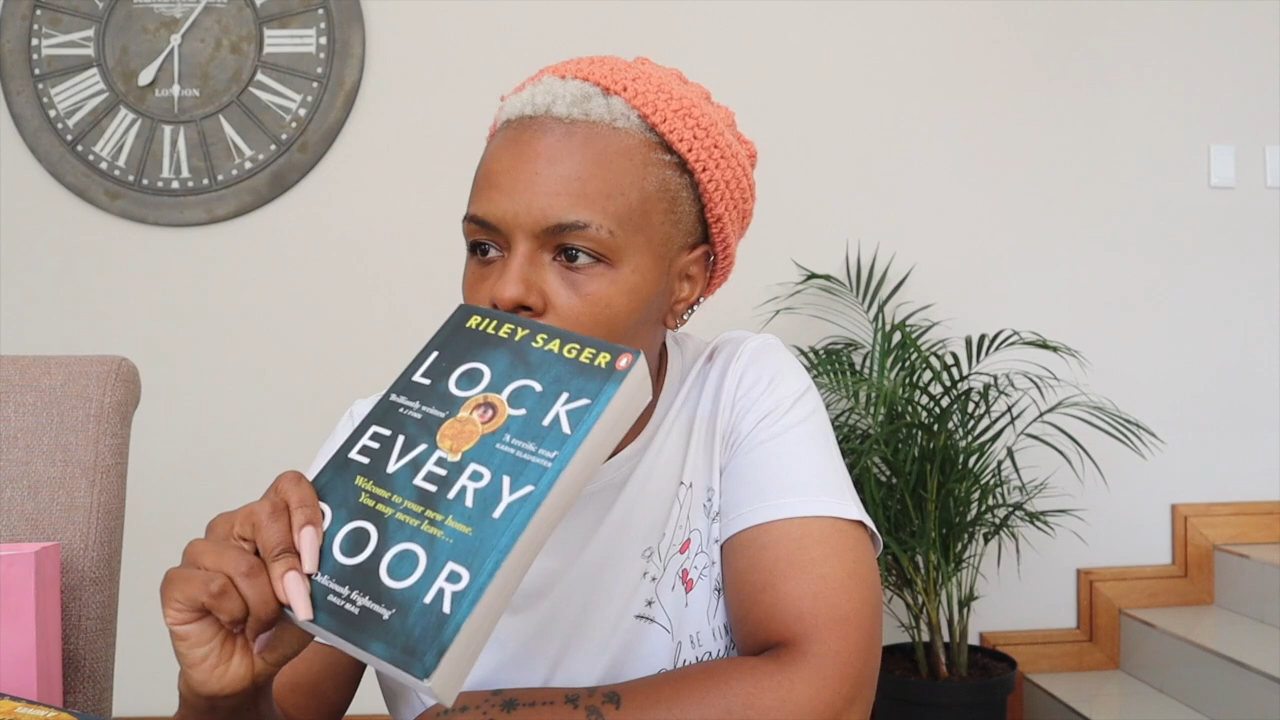 LONDON
RILEY SAGER
LOCK
'Brilliantly written'
A J FINN
'A terrific read'
KARIN SLAUGHTER
EVERY
Welcome to your new home.
You may never leave...
DOOR
'Deliciously frightening'
DAILY MAIL
BE KIND
always